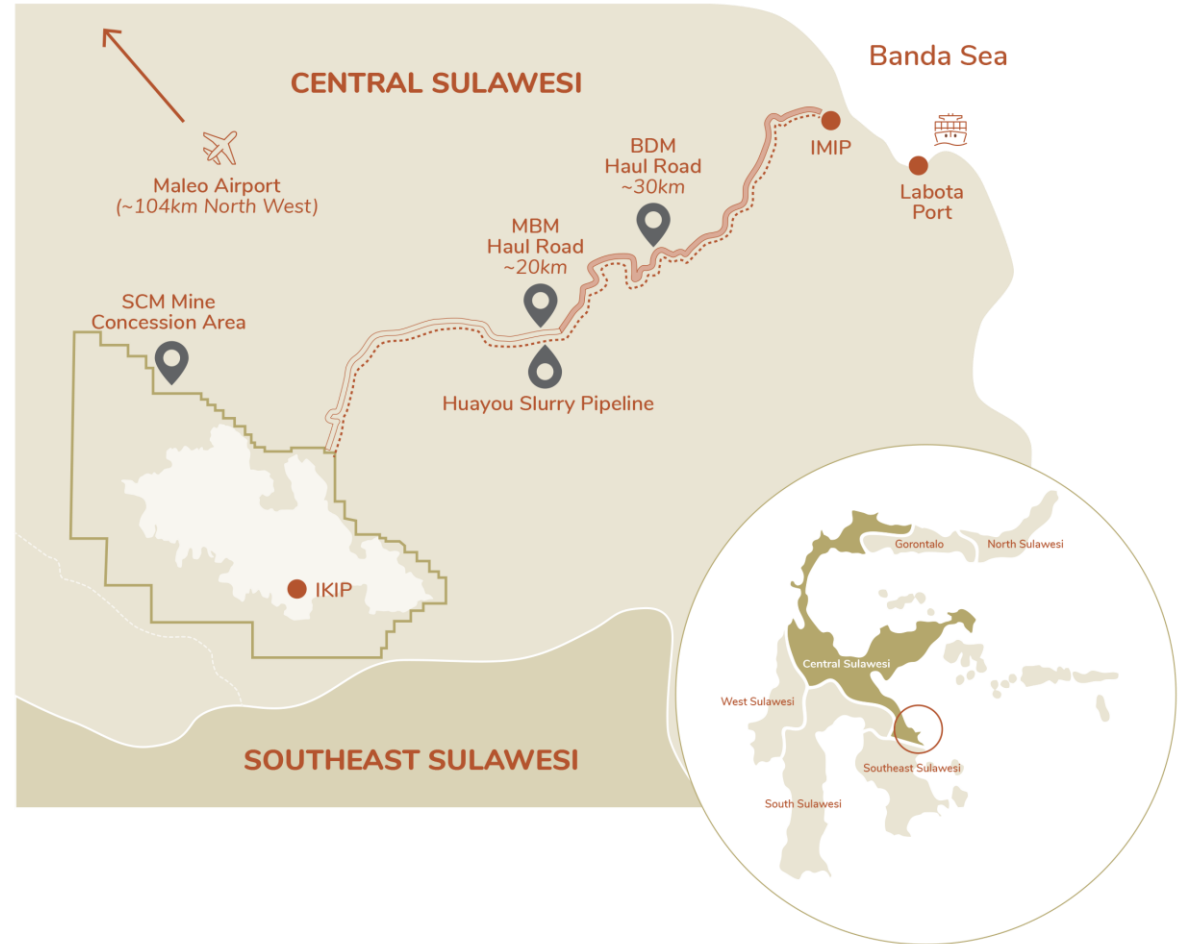 CENTRAL SULAWESI
Banda Sea
Maleo Airport
(~104km North West)
BDM
Haul Road
~30km
IMIP
Labota
Port
MBM
Haul Road
~20km
SCM Mine
Concession Area
Huayou Slurry Pipeline
IKIP
SOUTHEAST SULAWESI
Gorontalo
North Sulawesi
Central Sulawesi
West Sulawesi
Southeast Sulawesi
South Sulawesi